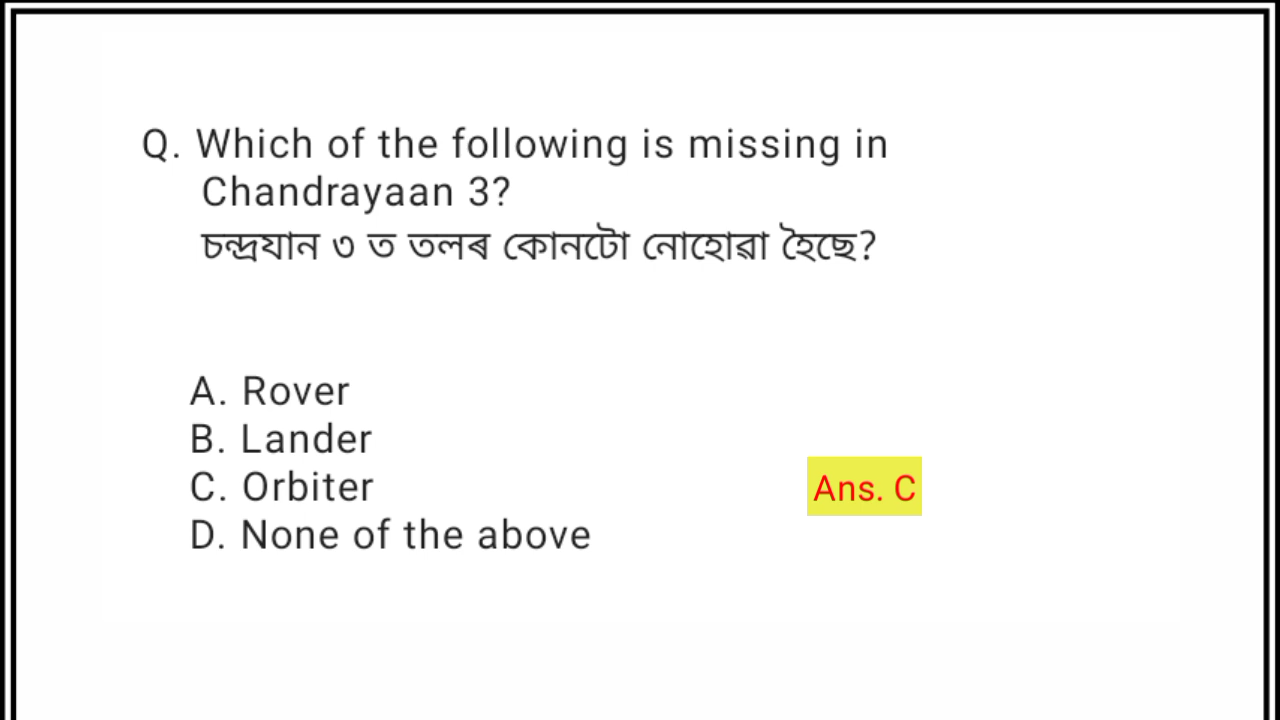 Q. Which of the following is missing in
Chandrayaan 3?
চন্দ্ৰযান ৩ ত তলৰ কোনটো নোহোৱা হৈছে?
A. Rover
B. Lander
C. Orbiter
Ans. C
D. None of the above